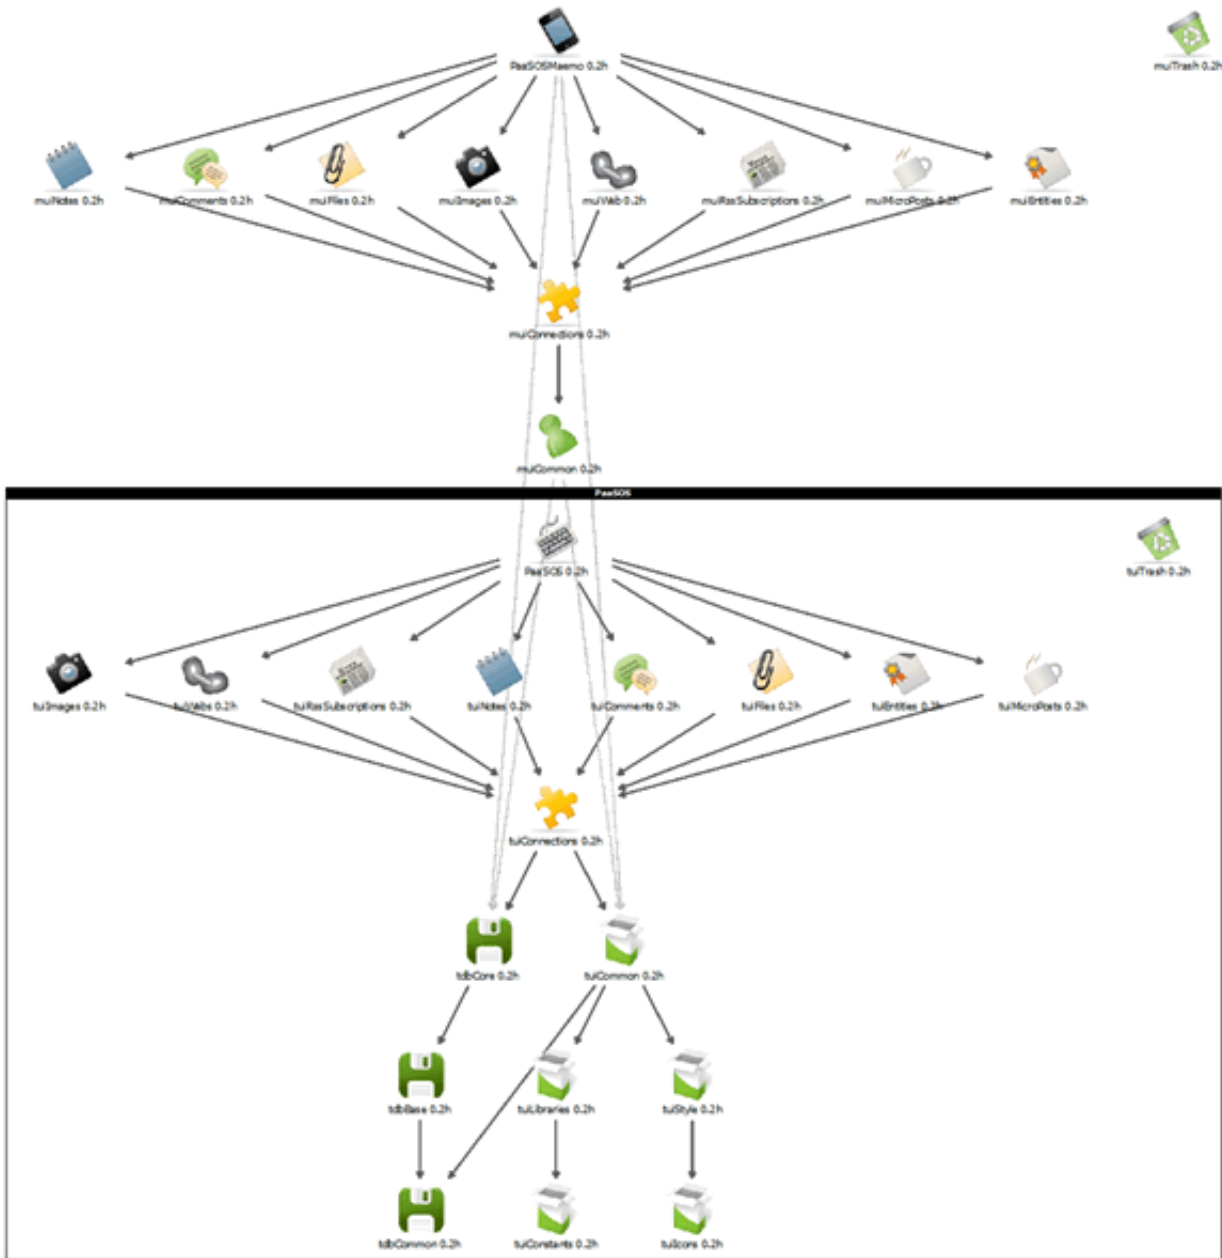 PaaSOSMaemo 0.2h
muiTrash 0.2h
muiNotes 0.2h
muiComments 0.2h
muiFiles 0.2h
muiImages 0.2h
muiWeb 0.2h
muiRssSubscriptions 0.2h
muiMicroPosts 0.2h
muiEntities 0.2h
muiConnections 0.2h
muiCommon 0.2h
PaaSOS
PaaSOS 0.2h
tuiTrash 0.2h
tuiImages 0.2h
tuiWebs 0.2h
tuiRssSubscriptions 0.2h
tuiNotes 0.2h
tuiComments 0.2h
tuiFiles 0.2h
tuiEntities 0.2h
tuiMicroPosts 0.2h
tuiConnections 0.2h
tdbCore 0.2h
tuiCommon 0.2h
tdbBase 0.2h
tuiLibraries 0.2h
tuiStyle 0.2h
tdbCommon 0.2h
tuiConstants 0.2h
tuiIcons 0.2h